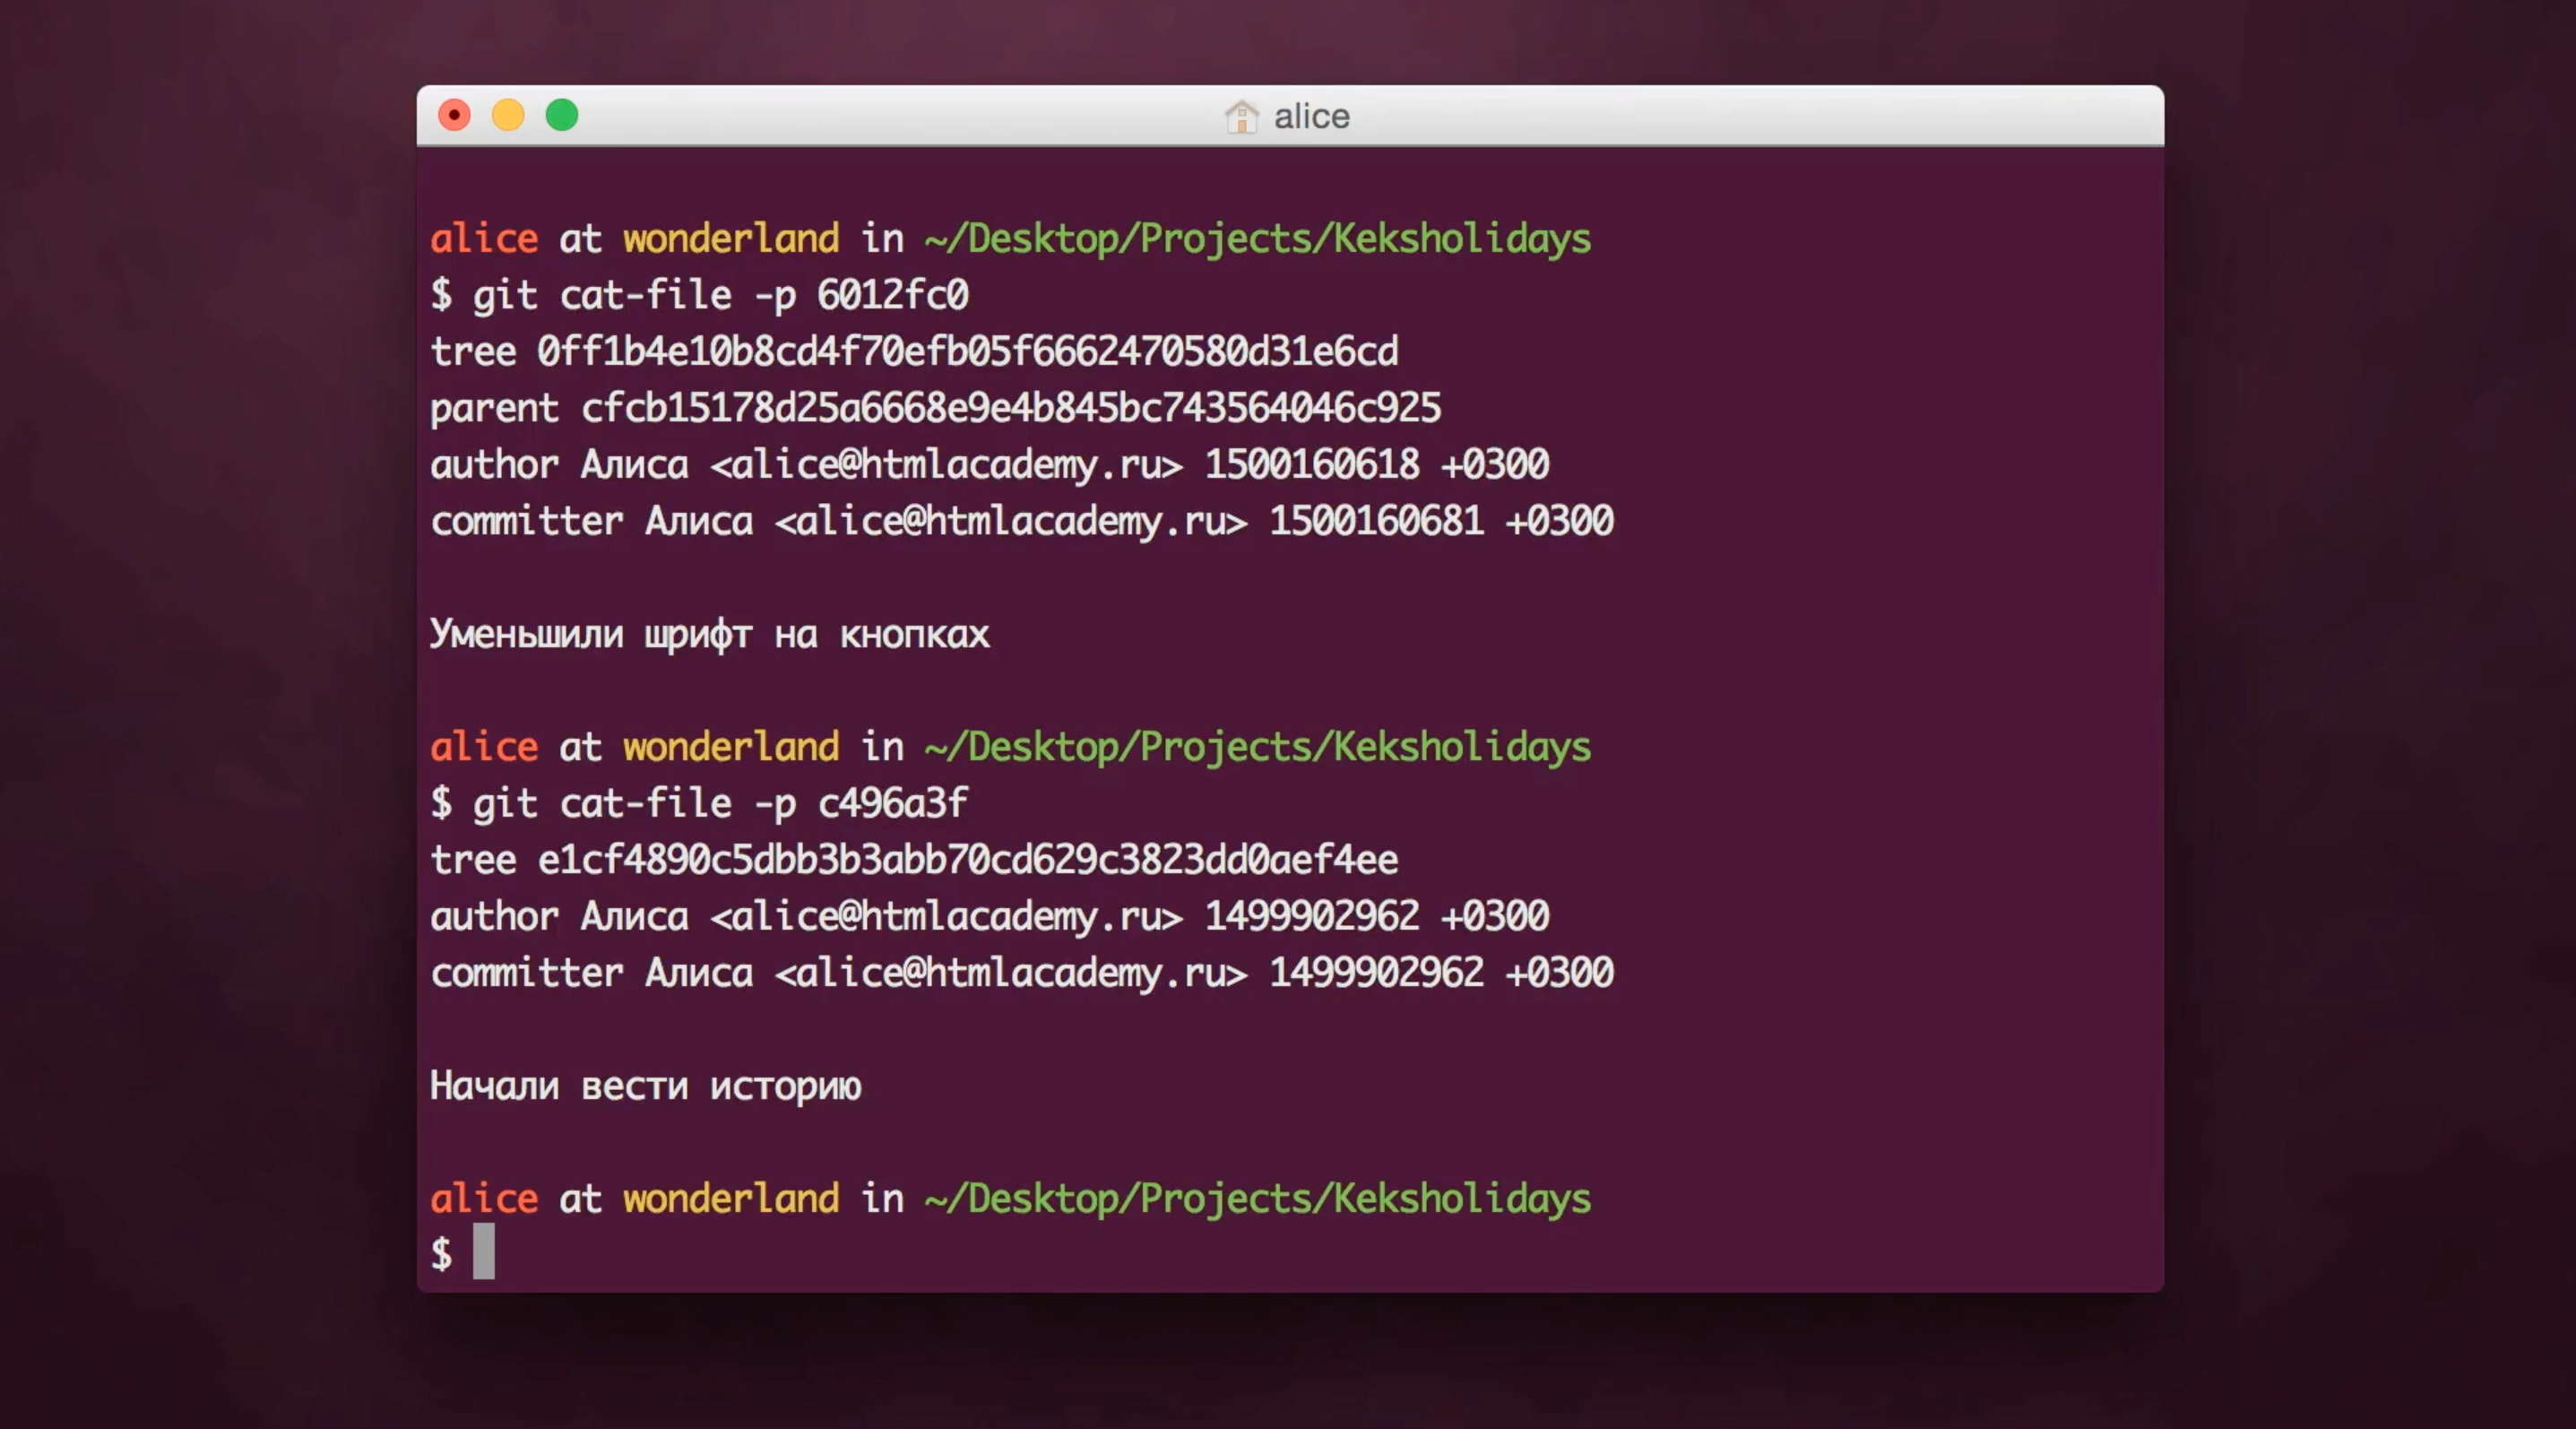 alice
alice at wonderland in ~/Desktop/Projects/Keksholidays
$ git cat-file -p 6012fc0
tree 0ff1b4e10b8cd4f70efb05f6662470580d31e6cd
parent cfcb15178d25a6668e9e4b845bc743564046c925
author Алиса <alice@htmlacademy.ru> 1500160618 +0300
committer Алиса <alice@htmlacademy.ru> 1500160681 +0300
Уменьшили шрифт на кнопках
alice at wonderland in ~/Desktop/Projects/Keksholidays
$ git cat-file -p c496a3f
tree e1cf4890c5dbb3b3abb70cd629c3823dd0aef4ee
author Алиса <alice@htmlacademy.ru> 1499902962 +0300
committer Алиса <alice@htmlacademy.ru> 1499902962 +0300
Начали вести историю
alice at wonderland in ~/Desktop/Projects/Keksholidays
$